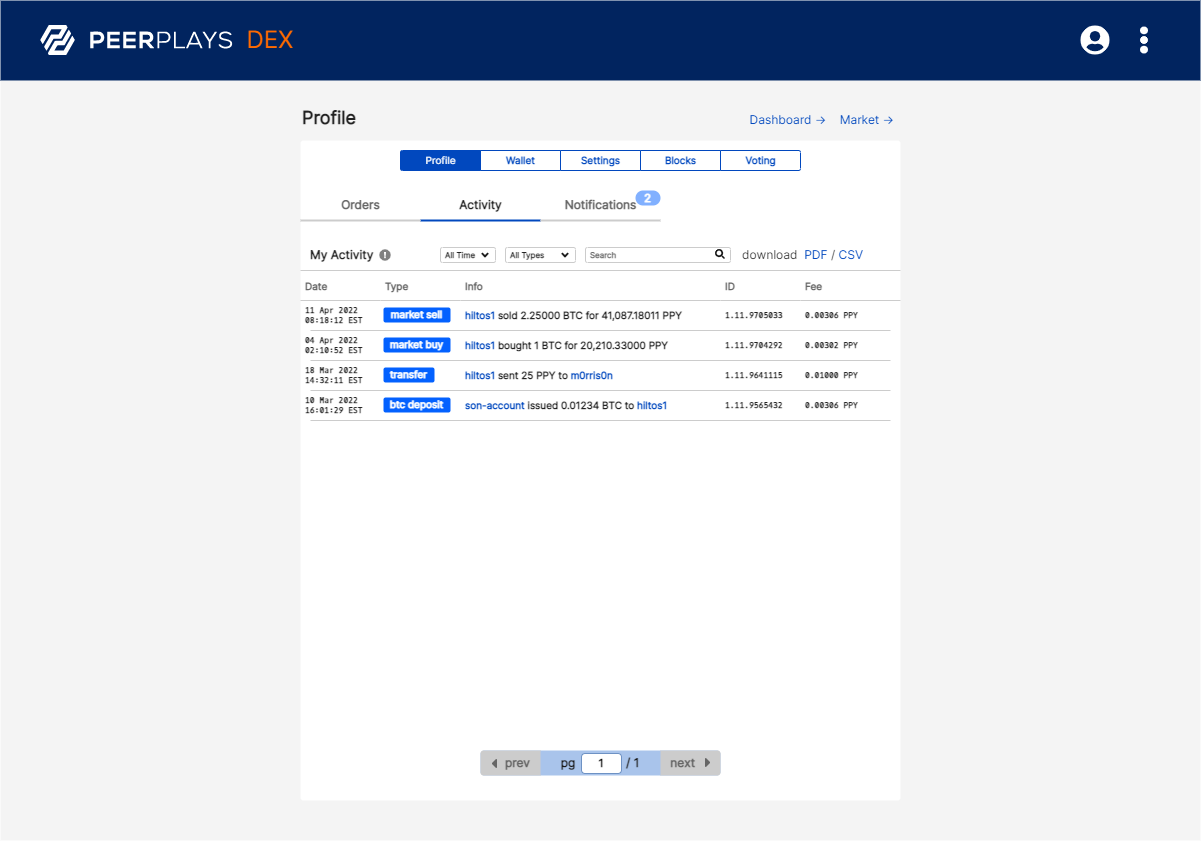 PEERPLAYS DEX
Profile
Dashboard →
Market →
Profile
Wallet
Settings
Blocks
Voting
Orders
Activity
Notifications
2
My Activity
All Time
All Types
Search
download PDF / CSV
Date
Type
Info
ID
Fee
11 Apr 2022
08:18:12 EST
market sell
hiltos1 sold 2.25000 BTC for 41,087.18011 PPY
1.11.9705033
0.00306 PPY
04 Apr 2022
02:10:52 EST
market buy
hiltos1 bought 1 BTC for 20,210.33000 PPY
1.11.9704292
0.00302 PPY
18 Mar 2022
14:32:11 EST
transfer
hiltos1 sent 25 PPY to m0rris0n
1.11.9641115
0.01000 PPY
10 Mar 2022
16:01:29 EST
btc deposit
son-account issued 0.01234 BTC to hiltos1
1.11.9565432
0.00306 PPY
prev
pg 1 / 1
next